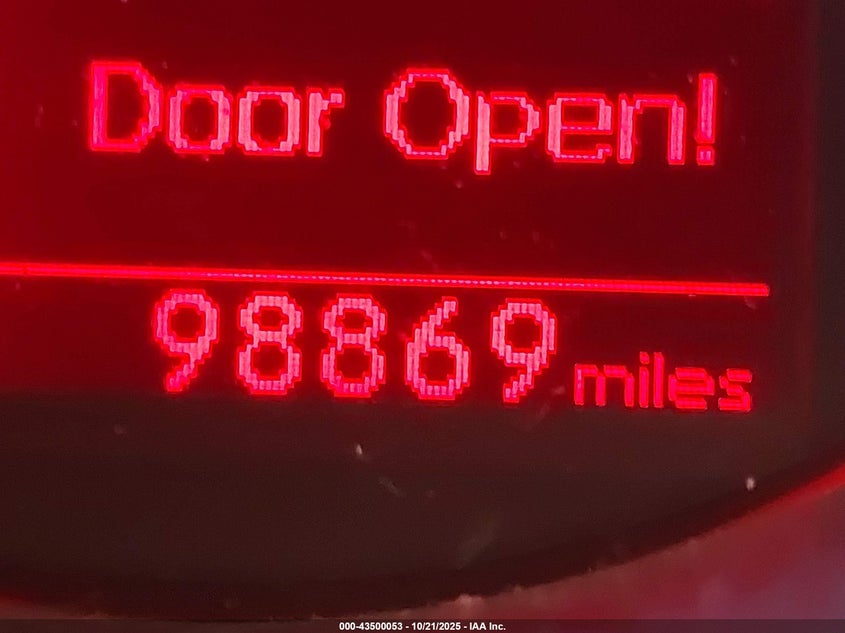 Door Open!
98869 miles
000-43500053 - 10/21/2025 - IAA Inc.